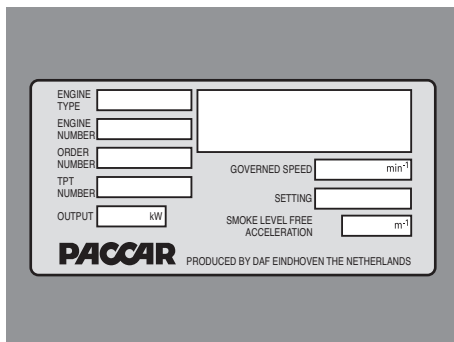 ENGINE
TYPE
ENGINE
NUMBER
ORDER
NUMBER
TPT
NUMBER
OUTPUT kW
GOVERNED SPEED min-1
SETTING
SMOKE LEVEL FREE
ACCELERATION m-1
PACCAR PRODUCED BY DAF EINDHOVEN THE NETHERLANDS